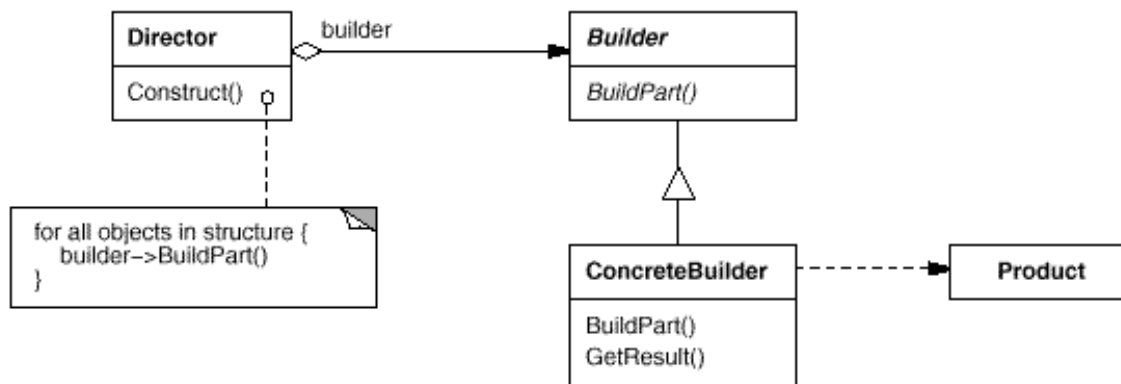 Director
builder
Builder
Construct()
BuildPart()
for all objects in structure {
builder–>BuildPart()
}
ConcreteBuilder
Product
BuildPart()
GetResult()